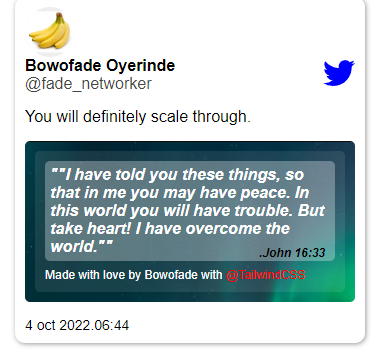 Bowofade Oyerinde
@fade_networker
You will definitely scale through.
""I have told you these things, so
that in me you may have peace. In
this world you will have trouble. But
take heart! I have overcome the
world.""
.John 16:33
Made with love by Bowofade with @TailwindCSS
4 oct 2022.06:44